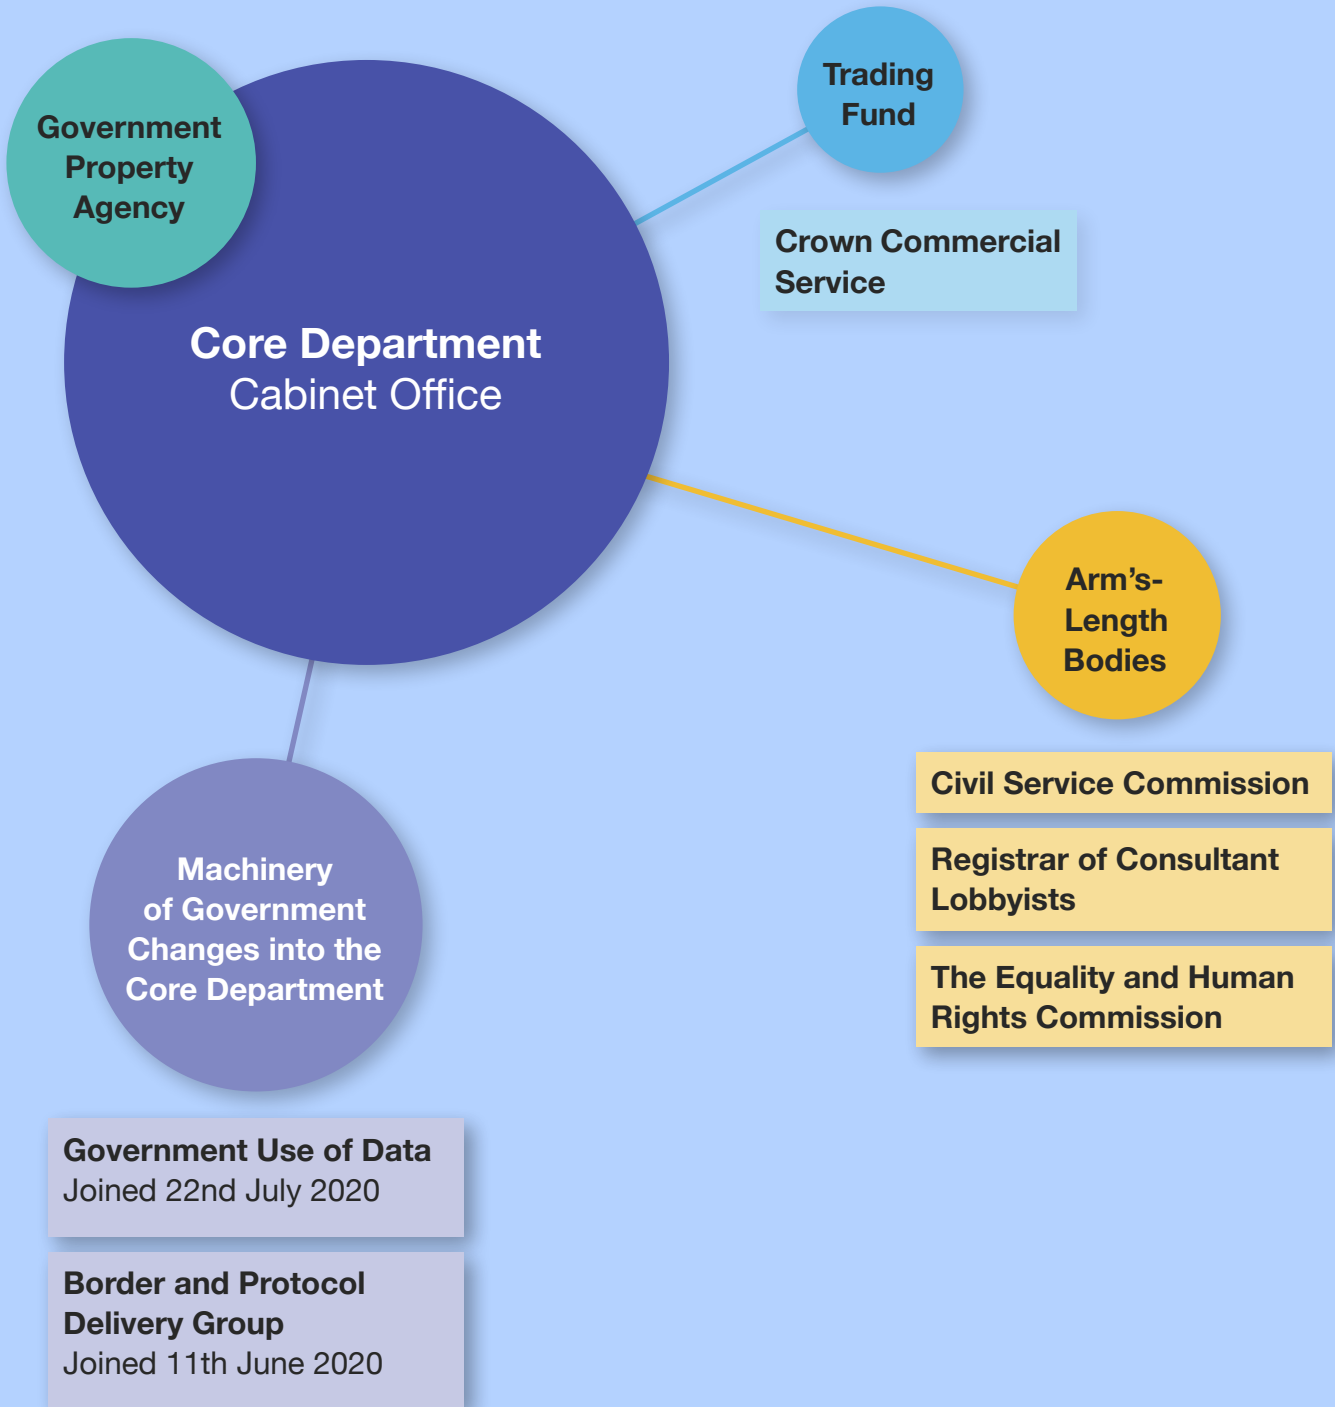 Government
Property
Agency
Core Department
Cabinet Office
Trading
Fund
Crown Commercial
Service
Arm’s-
Length
Bodies
Civil Service Commission
Registrar of Consultant
Lobbyists
The Equality and Human
Rights Commission
Machinery
of Government
Changes into the
Core Department
Government Use of Data
Joined 22nd July 2020
Border and Protocol
Delivery Group
Joined 11th June 2020